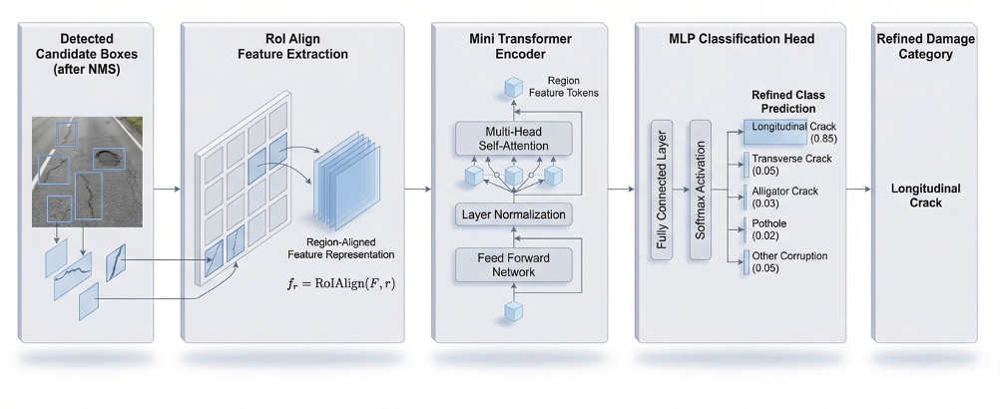 Detected
Candidate Boxes
(after NMS)
RoI Align
Feature Extraction
Region-Aligned
Feature Representation
f_r = RoIAlign(F, r)
Mini Transformer
Encoder
Region
Feature Tokens
Multi-Head
Self-Attention
Layer Normalization
Feed Forward
Network
MLP Classification Head
Fully Connected Layer
Softmax Activation
Refined Class
Prediction
Longitudinal Crack
(0.85)
Transverse Crack
(0.05)
Alligator Crack
(0.03)
Pothole
(0.02)
Other Corruption
(0.05)
Refined Damage
Category
Longitudinal
Crack